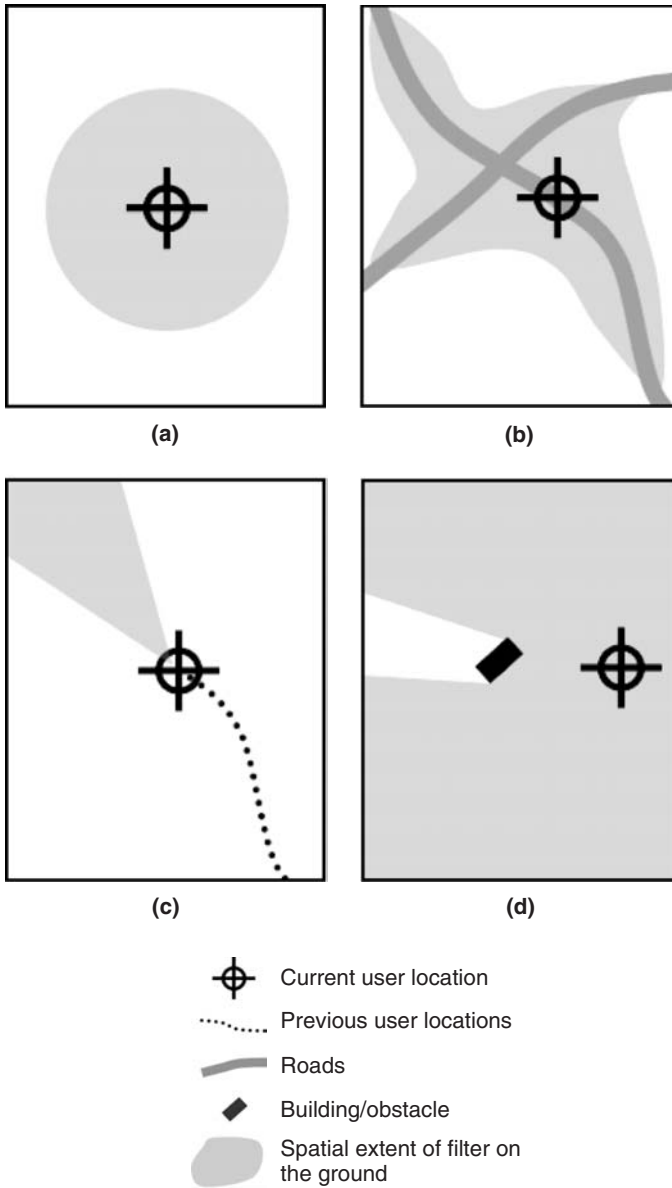 (a)
(b)
(c)
(d)
Current user location
Previous user locations
Roads
Building/obstacle
Spatial extent of filter on
the ground